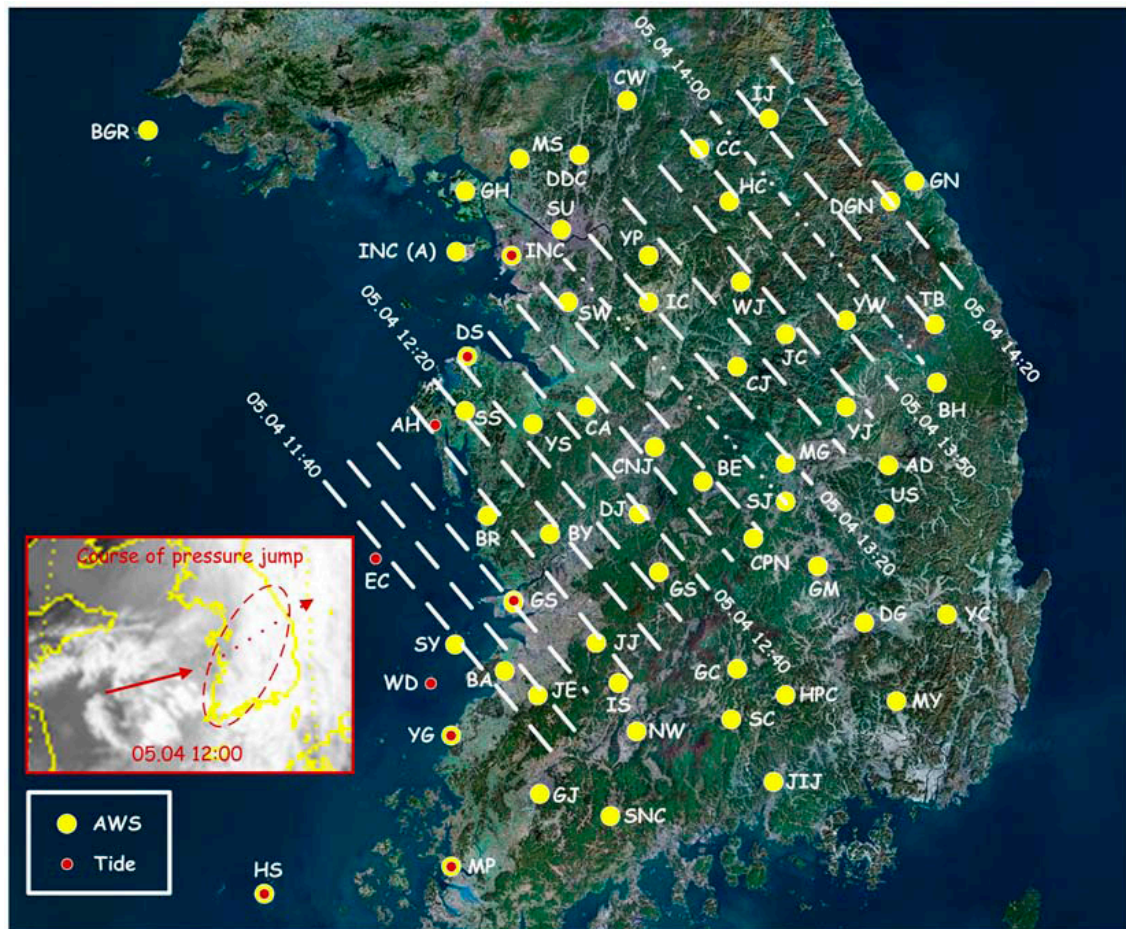 05.04 14:00
CW
IJ
BGR
MS
DDC
CC
GN
GH
HC
DGN
SU
INC (A)
INC
YP
WJ
05.04 12:20
SW
IC
YW
TB
05.04 14:20
DS
JC
CJ
BH
05.04 11:40
AH
SS
YS
CA
YJ
05.04 13:50
CNJ
BE
MG
AD
BR
BY
DJ
SJ
US
05.04 13:20
Course of pressure jump
EC
CPN
GS
GS
GM
05.04 12:40
DG
YC
SY
JJ
WD
BA
JE
IS
GC
HPC
MY
YG
NW
SC
05.04 12:00
GJ
JIJ
SNC
AWS
Tide
HS
MP